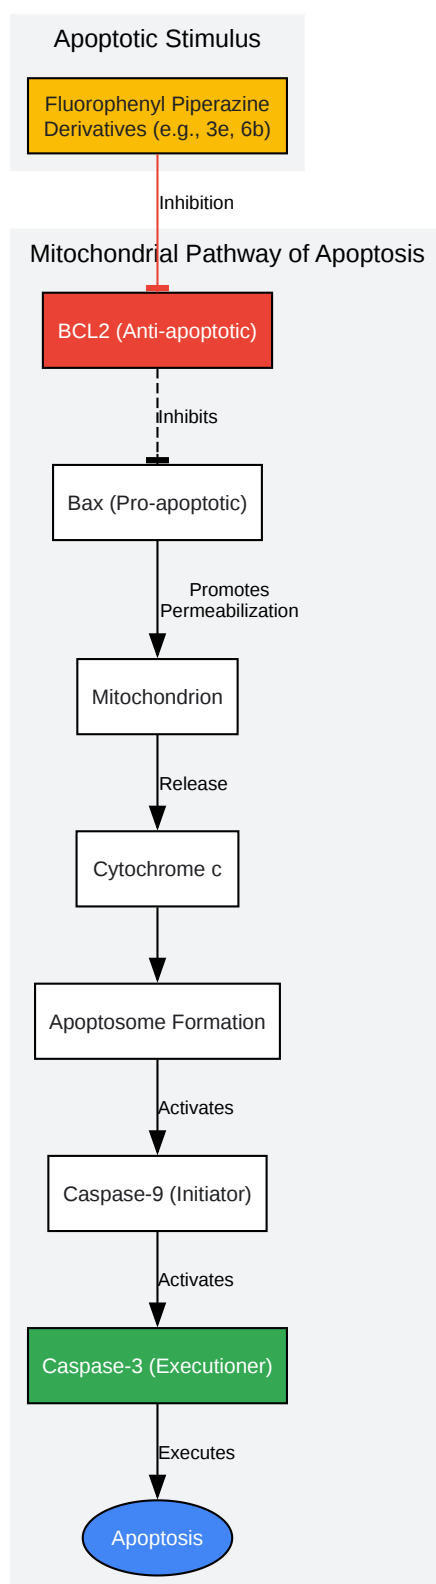 Apoptotic Stimulus
Fluorophenyl Piperazine
Derivatives (e.g., 3e, 6b)
Inhibition
Mitochondrial Pathway of Apoptosis
BCL2 (Anti-apoptotic)
Inhibits
Bax (Pro-apoptotic)
Promotes
Permeabilization
Mitochondrion
Release
Cytochrome c
Apoptosome Formation
Activates
Caspase-9 (Initiator)
Activates
Caspase-3 (Executioner)
Executes
Apoptosis